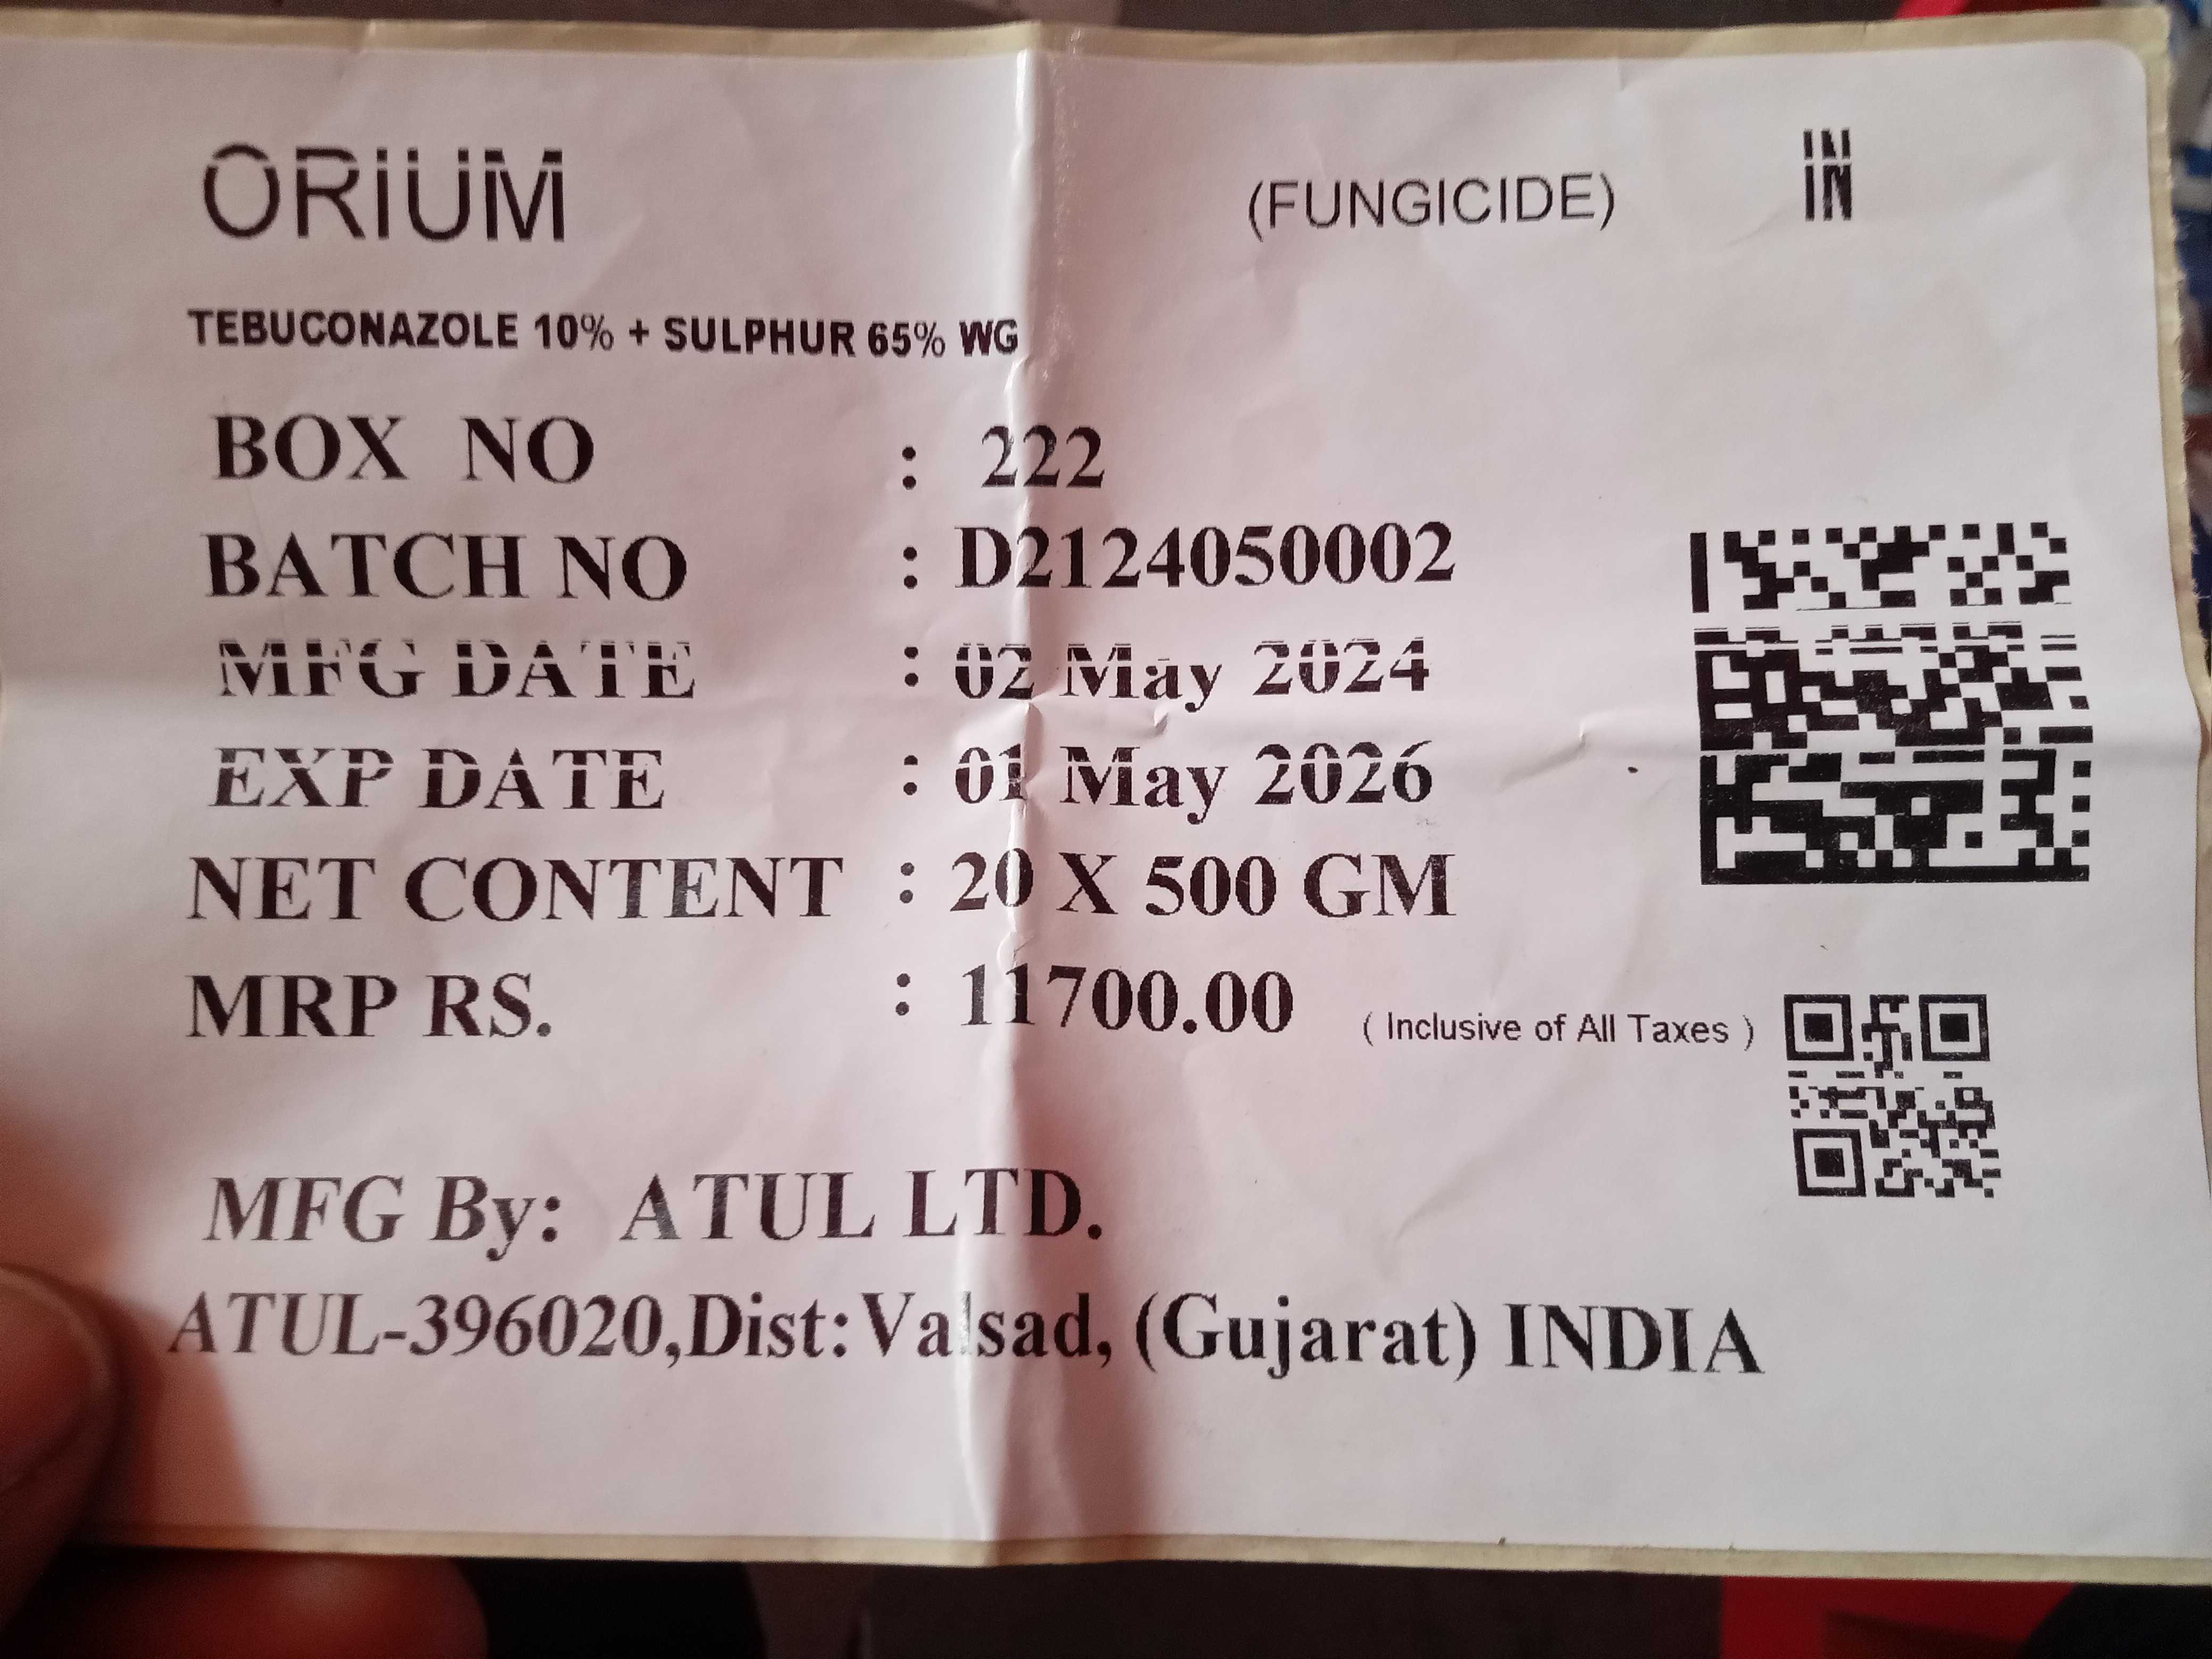 ORIUM (FUNGICIDE) IN
TEBUCONAZOLE 10% + SULPHUR 65% WG
BOX NO : 222
BATCH NO : D2124050002
MFG DATE : 02 May 2024
EXP DATE : 01 May 2026
NET CONTENT : 20 X 500 GM
MRP RS. : 11700.00 ( Inclusive of All Taxes )
MFG By: ATUL LTD.
ATUL-396020,Dist:Valsad, (Gujarat) INDIA